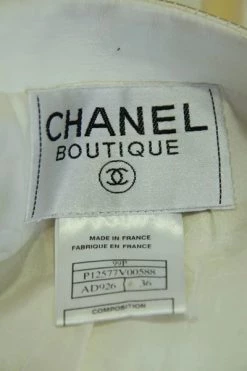 CHANEL
BOUTIQUE
MADE IN FRANCE
FABRIQUE EN FRANCE
99P
P12577V00588
AD926 36
COMPOSITION